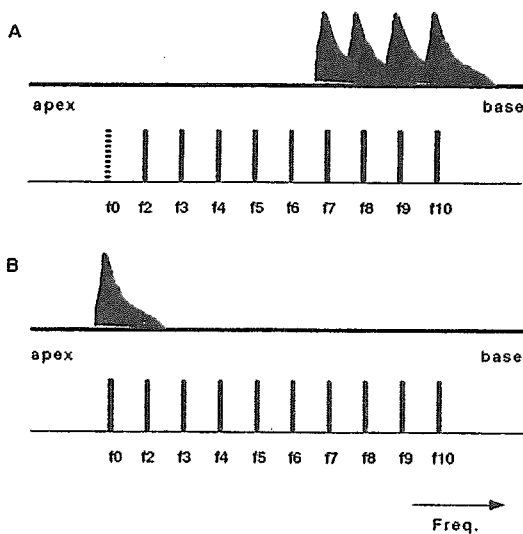 A
apex base
f0 f2 f3 f4 f5 f6 f7 f8 f9 f10
B
apex base
f0 f2 f3 f4 f5 f6 f7 f8 f9 f10
Freq.